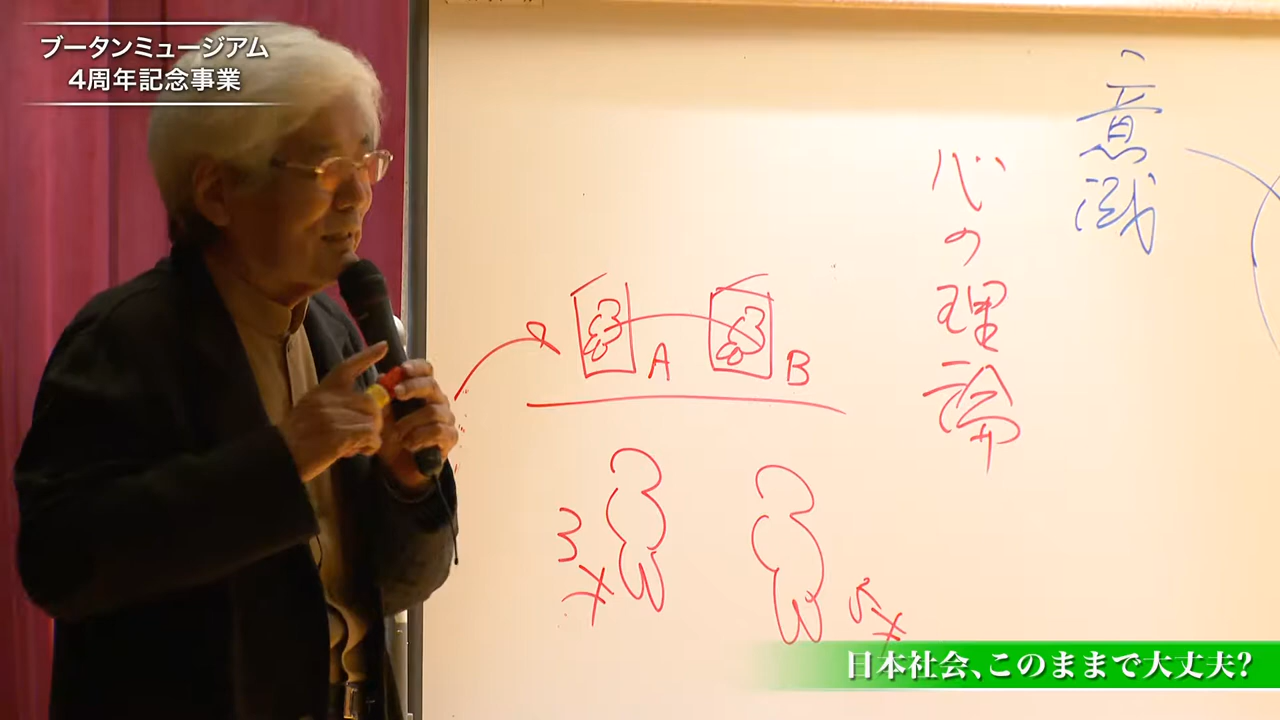 ブータンミュージアム
4周年記念事業
意識
心の理論
A
B
3才
5才
日本社会、このままで大丈夫?